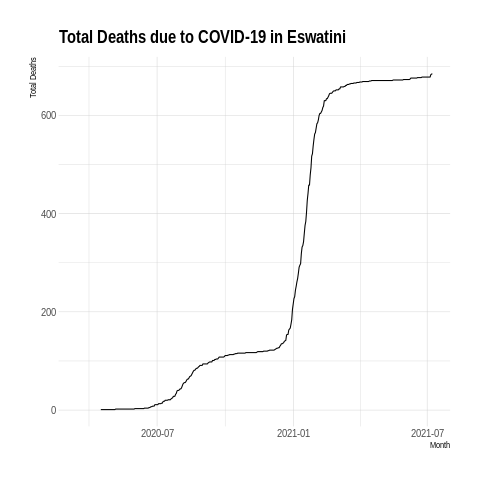 Total Deaths due to COVID-19 in Eswatini
Total Deaths
600
400
200
0
2020-07
2021-01
2021-07
Month